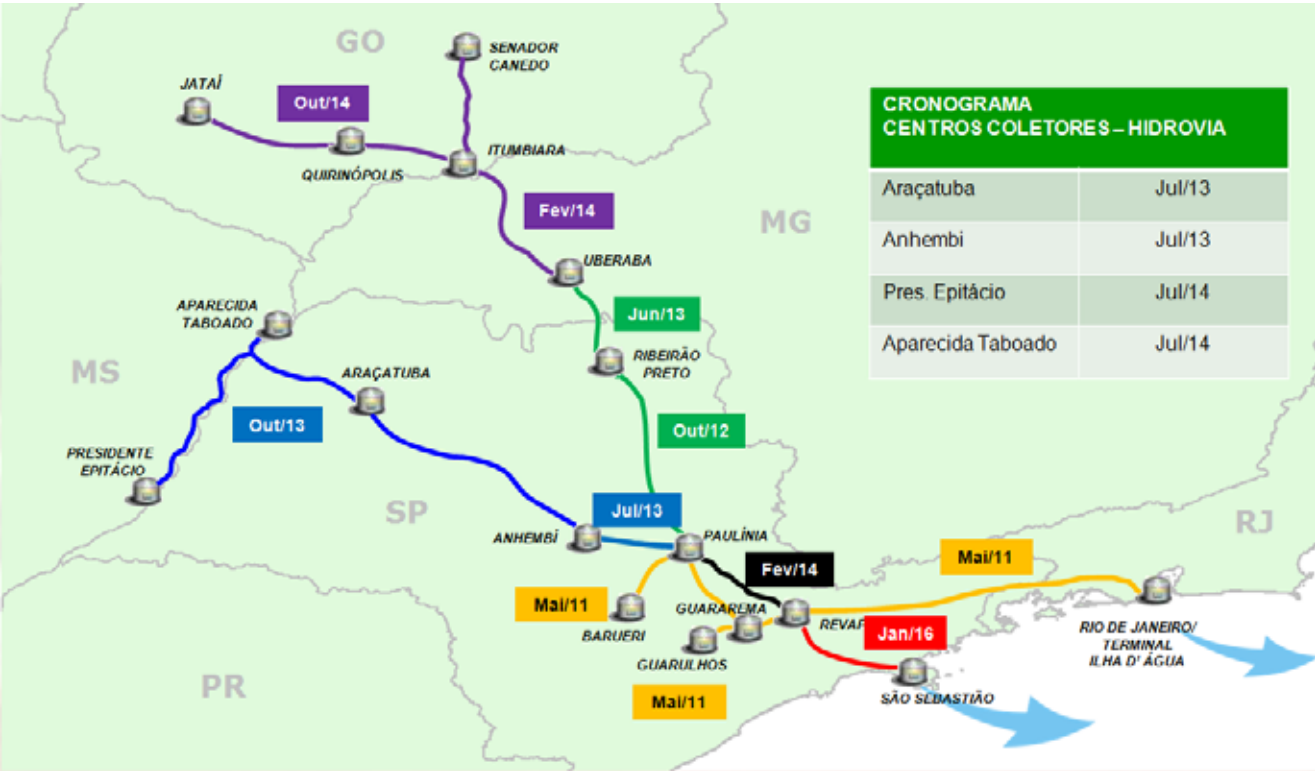 GO
SENADOR
CANEDO
JATAÍ
Out/14
ITUMBIARA
QUIRINÓPOLIS
Fev/14
MG
UBERABA
CRONOGRAMA
CENTROS COLETORES – HIDROVIA
Araçatuba Jul/13
Anhembi Jul/13
Pres. Epitácio Jul/14
Aparecida Taboado Jul/14
APARECIDA
TABOADO
Jun/13
RIBEIRÃO
PRETO
MS
ARAÇATUBA
Out/13
Out/12
PRESIDENTE
EPITÁCIO
SP
Jul/13
ANHEMBÍ
PAULÍNIA
RJ
Fev/14
Mai/11
Mai/11
BARUERI
GUARAREMA
REVAP
GUARULHOS
Jan/16
RIO DE JANEIRO/
TERMINAL
ILHA D' ÁGUA
PR
Mai/11
SÃO SEBASTIÃO